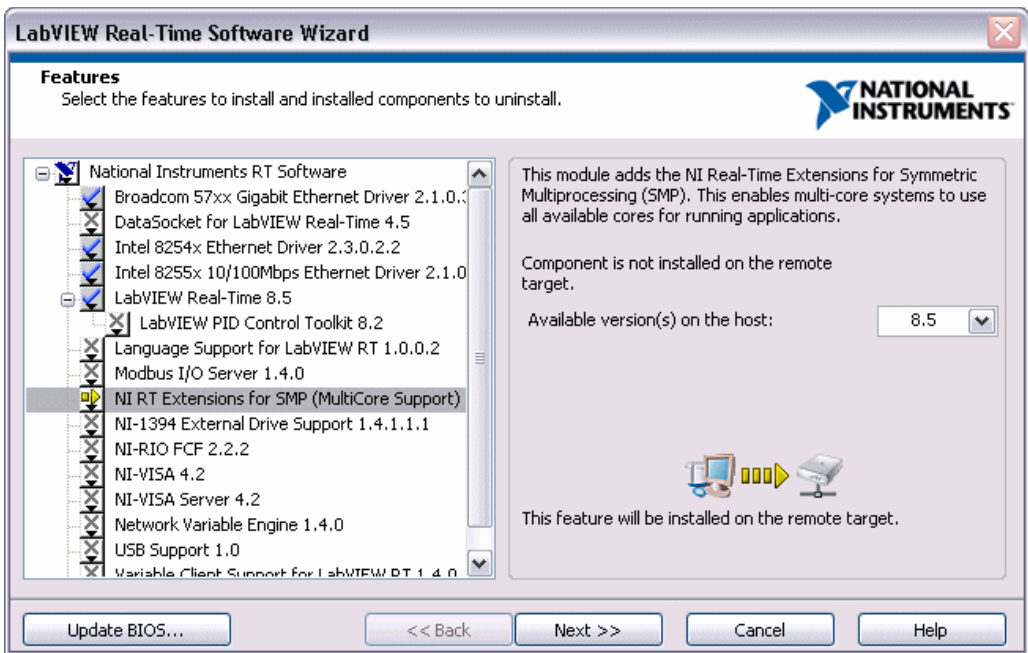 LabVIEW Real-Time Software Wizard
Features
Select the features to install and installed components to uninstall.
NATIONAL
INSTRUMENTS
National Instruments RT Software
Broadcom 57xx Gigabit Ethernet Driver 2.1.0.
DataSocket for LabVIEW Real-Time 4.5
Intel 8254x Ethernet Driver 2.3.0.2.2
Intel 8255x 10/100Mbps Ethernet Driver 2.1.0
LabVIEW Real-Time 8.5
LabVIEW PID Control Toolkit 8.2
Language Support for LabVIEW RT 1.0.0.2
Modbus I/O Server 1.4.0
NI RT Extensions for SMP (MultiCore Support)
NI-1394 External Drive Support 1.4.1.1.1
NI-RIO FCF 2.2.2
NI-VISA 4.2
NI-VISA Server 4.2
Network Variable Engine 1.4.0
USB Support 1.0
Variable Client Support for LabVIEW RT 1.4.0
This module adds the NI Real-Time Extensions for Symmetric
Multiprocessing (SMP). This enables multi-core systems to use
all available cores for running applications.
Component is not installed on the remote
target.
Available version(s) on the host:
8.5
This feature will be installed on the remote target.
Update BIOS...
<< Back
Next >>
Cancel
Help